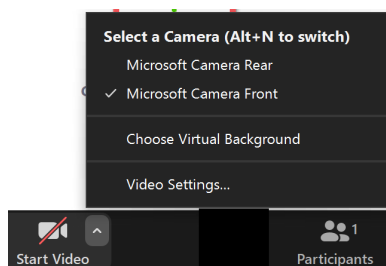 Select a Camera (Alt+N to switch)
Microsoft Camera Rear
Microsoft Camera Front
Choose Virtual Background
Video Settings...
1
Start Video
Participants